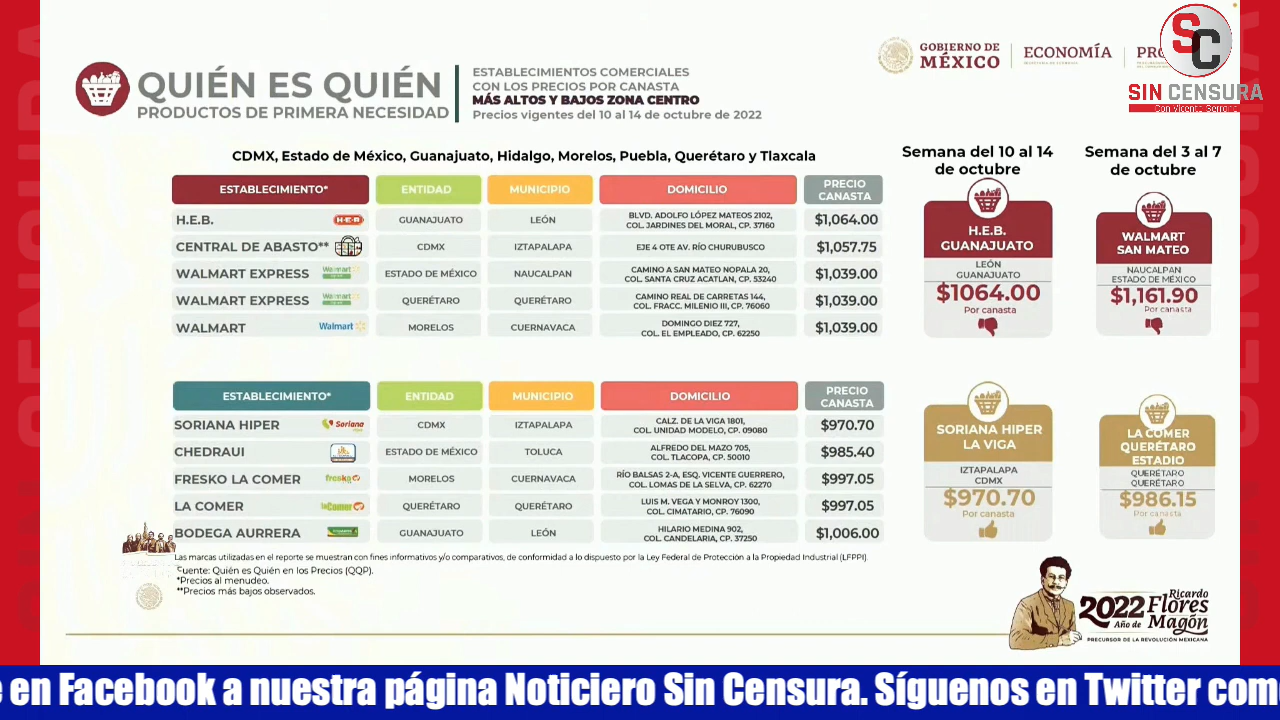 QUIÉN ES QUIÉN
PRODUCTOS DE PRIMERA NECESIDAD
ESTABLECIMIENTOS COMERCIALES
CON LOS PRECIOS POR CANASTA
MÁS ALTOS Y BAJOS ZONA CENTRO
Precios vigentes del 10 al 14 de octubre de 2022
GOBIERNO DE
MÉXICO
ECONOMÍA
SC
SIN CENSURA
Con Vicente Serrano
CDMX, Estado de México, Guanajuato, Hidalgo, Morelos, Puebla, Querétaro y Tlaxcala
ESTABLECIMIENTO* ENTIDAD MUNICIPIO DOMICILIO PRECIO CANASTA
H.E.B. H-E-B GUANAJUATO LEÓN BLVD. ADOLFO LÓPEZ MATEOS 2102, COL. JARDINES DEL MORAL, CP. 37160 $1,064.00
CENTRAL DE ABASTO** CDMX IZTAPALAPA EJE 4 OTE AV. RÍO CHURUBUSCO $1,057.75
WALMART EXPRESS Walmart ESTADO DE MÉXICO NAUCALPAN CAMINO A SAN MATEO NOPALA 20, COL. SANTA CRUZ ACATLAN, CP. 53240 $1,039.00
WALMART EXPRESS Walmart QUERÉTARO QUERÉTARO CAMINO REAL DE CARRETAS 144, COL. FRACC. MILENIO III, CP. 76060 $1,039.00
WALMART Walmart MORELOS CUERNAVACA DOMINGO DIEZ 727, COL. EL EMPLEADO, CP. 62250 $1,039.00
Semana del 10 al 14
de octubre
H.E.B.
GUANAJUATO
LEÓN
GUANAJUATO
$1064.00
Por canasta
Semana del 3 al 7
de octubre
WALMART
SAN MATEO
NAUCALPAN
ESTADO DE MÉXICO
$1,161.90
Por canasta
ESTABLECIMIENTO* ENTIDAD MUNICIPIO DOMICILIO PRECIO CANASTA
SORIANA HIPER Soriana CDMX IZTAPALAPA CALZ. DE LA VIGA 1801, COL. UNIDAD MODELO, CP. 09080 $970.70
CHEDRAUI ESTADO DE MÉXICO TOLUCA ALFREDO DEL MAZO 705, COL. TLACOPA, CP. 50010 $985.40
FRESKO LA COMER fresko MORELOS CUERNAVACA RÍO BALSAS 2-A, ESQ. VICENTE GUERRERO, COL. LOMAS DE LA SELVA, CP. 62270 $997.05
LA COMER laComer QUERÉTARO QUERÉTARO LUIS M. VEGA Y MONROY 1300, COL. CIMATARIO, CP. 76090 $997.05
BODEGA AURRERA GUANAJUATO LEÓN HILARIO MEDINA 902, COL. CANDELARIA, CP. 37250 $1,006.00
SORIANA HIPER
LA VIGA
IZTAPALAPA
CDMX
$970.70
Por canasta
LA COMER
QUERÉTARO
ESTADIO
QUERÉTARO
QUERÉTARO
$986.15
Por canasta
Las marcas utilizadas en el reporte se muestran con fines informativos y/o comparativos, de conformidad a lo dispuesto por la Ley Federal de Protección a la Propiedad Industrial (LFPPI).
Fuente: Quién es Quién en los Precios (QQP).
*Precios al menudeo.
**Precios más bajos observados.
2022 Ricardo
Flores
Año de Magón
PRECURSOR DE LA REVOLUCIÓN MEXICANA
e en Facebook a nuestra página Noticiero Sin Censura. Síguenos en Twitter com